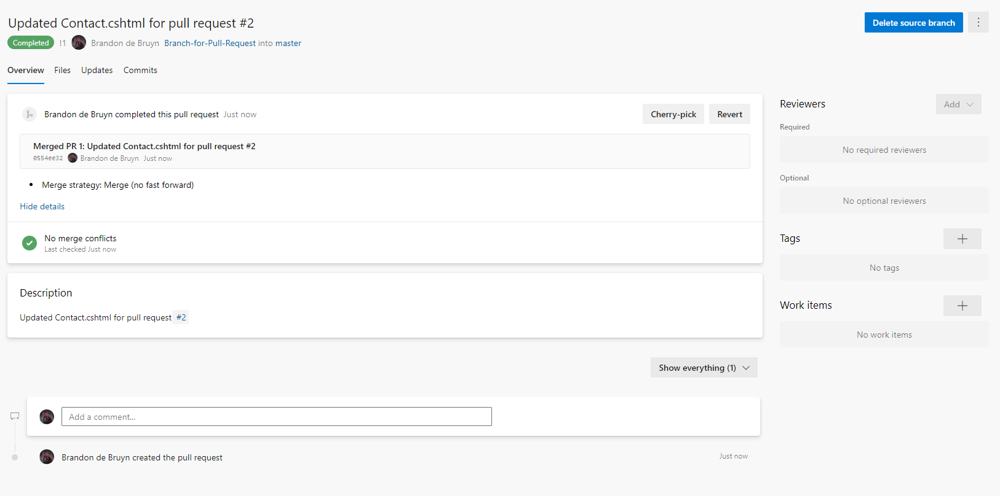 Updated Contact.cshtml for pull request #2
Delete source branch
Completed !1 Brandon de Bruyn Branch-for-Pull-Request into master
Overview Files Updates Commits
Brandon de Bruyn completed this pull request Just now
Cherry-pick Revert
Merged PR 1: Updated Contact.cshtml for pull request #2
0554ee32 Brandon de Bruyn Just now
Merge strategy: Merge (no fast forward)
Hide details
No merge conflicts
Last checked Just now
Description
Updated Contact.cshtml for pull request #2
Show everything (1)
Add a comment...
Brandon de Bruyn created the pull request Just now
Reviewers Add
Required
No required reviewers
Optional
No optional reviewers
Tags
No tags
Work items
No work items